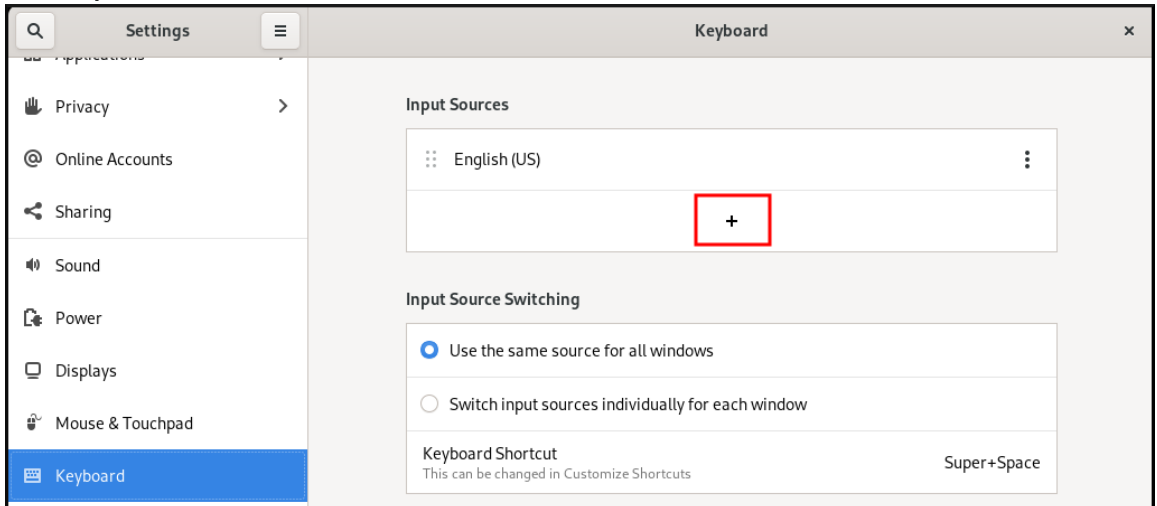 Settings
Keyboard
Applications
Privacy
Online Accounts
Sharing
Sound
Power
Displays
Mouse & Touchpad
Keyboard
Input Sources
English (US)
Input Source Switching
Use the same source for all windows
Switch input sources individually for each window
Keyboard Shortcut
This can be changed in Customize Shortcuts
Super+Space